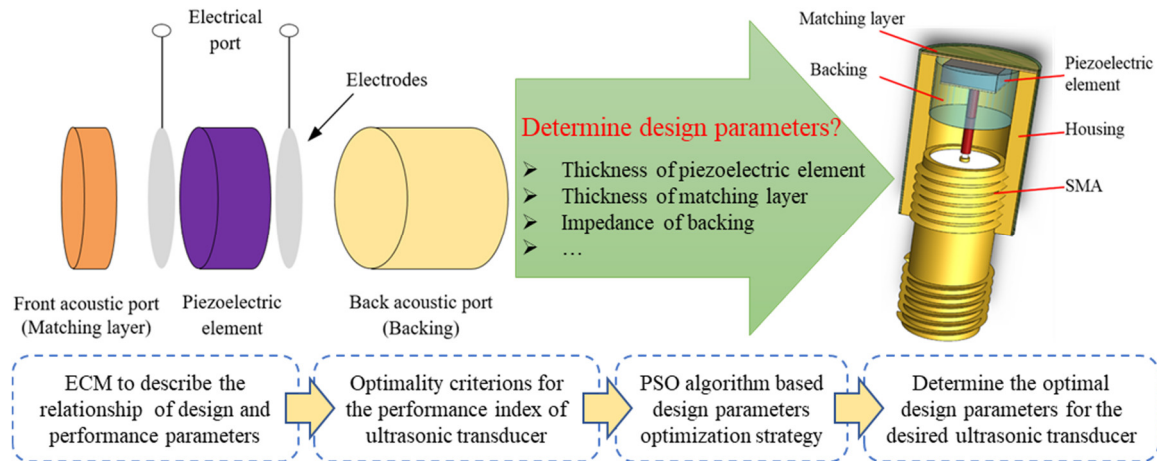 Electrical
port
Electrodes
Front acoustic port
(Matching layer)
Piezoelectric
element
Back acoustic port
(Backing)
Determine design parameters?
➢ Thickness of piezoelectric element
➢ Thickness of matching layer
➢ Impedance of backing
➢ …
Matching layer
Backing
Piezoelectric
element
Housing
SMA
ECM to describe the
relationship of design and
performance parameters
Optimality criterions for
the performance index of
ultrasonic transducer
PSO algorithm based
design parameters
optimization strategy
Determine the optimal
design parameters for the
desired ultrasonic transducer